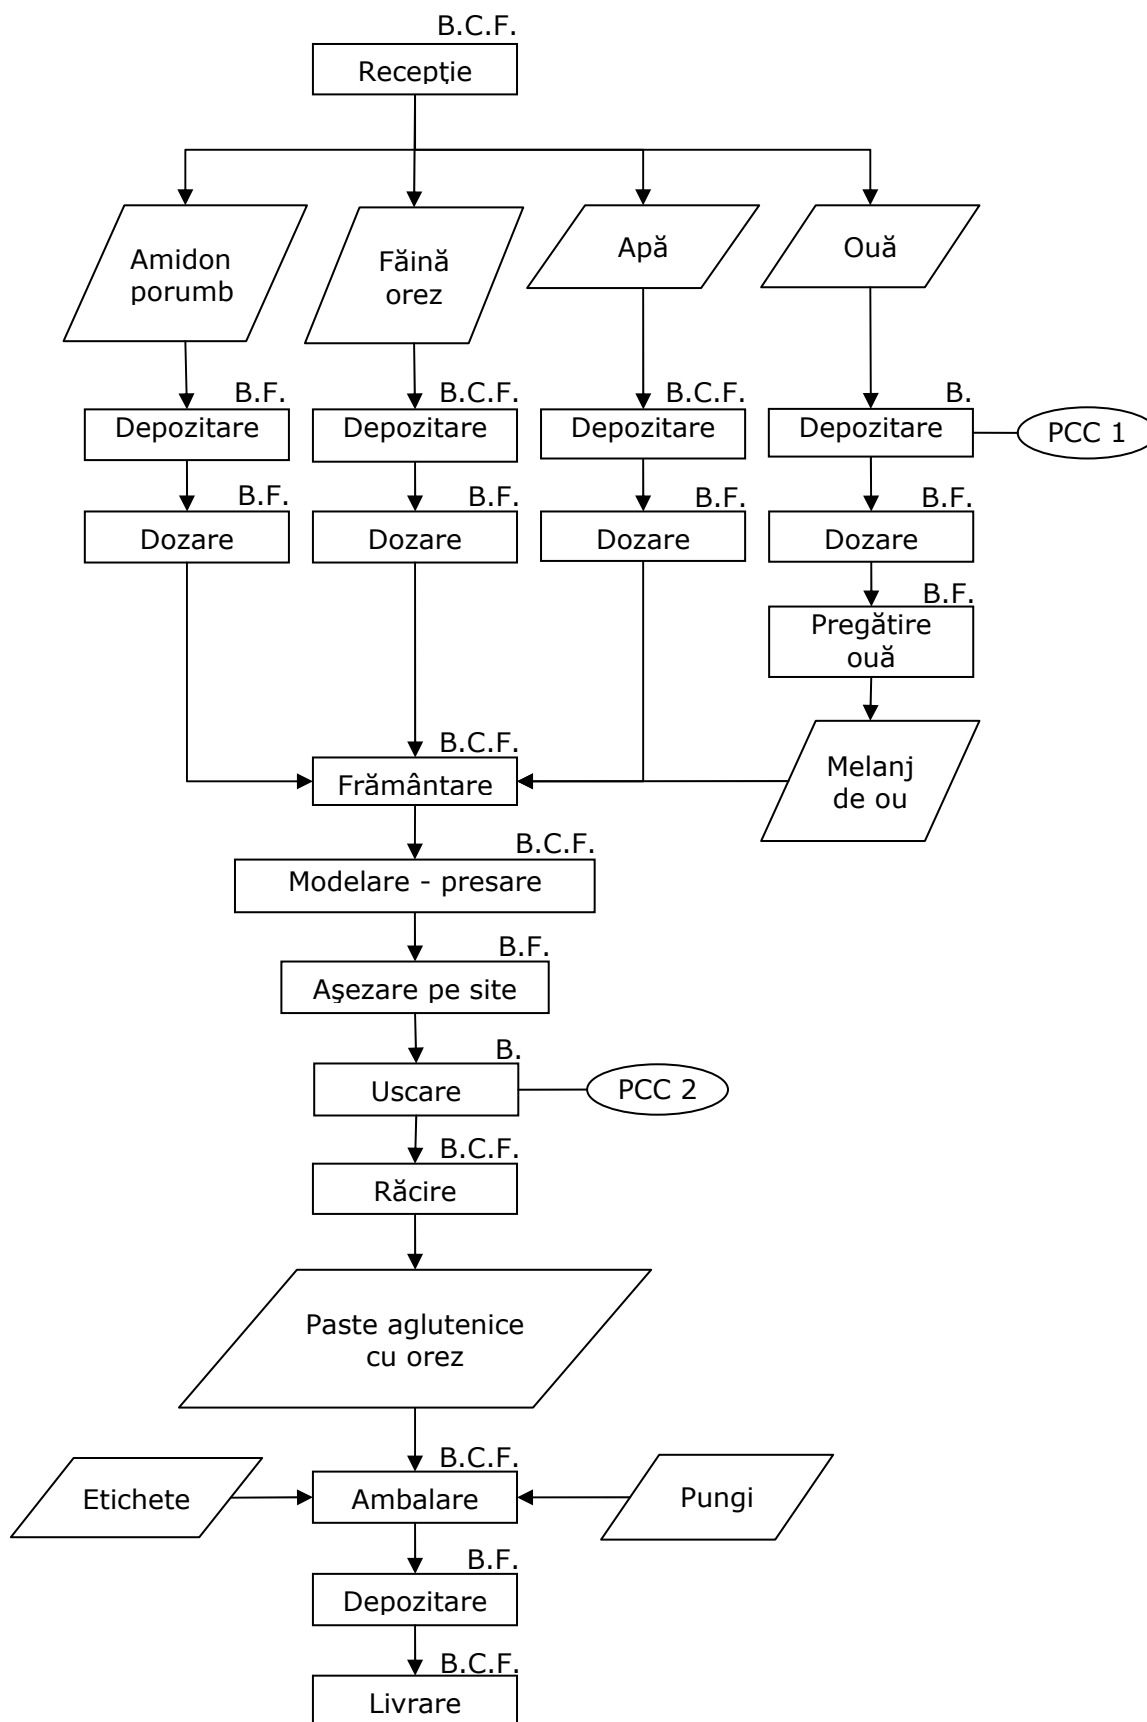 B.C.F.
Recepţie
Amidon
porumb
Făină
orez
Apă
Ouă
B.F.
B.C.F.
B.C.F.
B.
Depozitare
Depozitare
Depozitare
Depozitare
PCC 1
B.F.
B.F.
B.F.
B.F.
Dozare
Dozare
Dozare
Dozare
B.F.
Pregătire
ouă
B.C.F.
Frământare
Melanj
de ou
B.C.F.
Modelare - presare
B.F.
Aşezare pe site
B.
Uscare
PCC 2
B.C.F.
Răcire
Paste aglutenice
cu orez
B.C.F.
Etichete
Ambalare
Pungi
B.F.
Depozitare
B.C.F.
Livrare